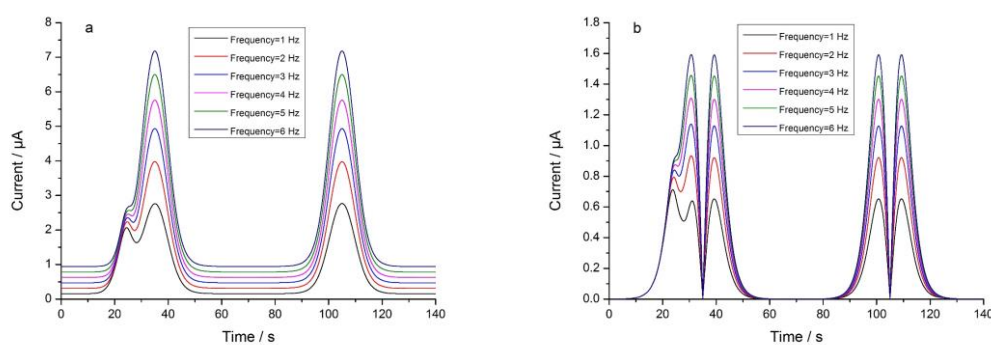 a
8
7
6
5
4
3
2
1
0
Current / µA
Frequency=1 Hz
Frequency=2 Hz
Frequency=3 Hz
Frequency=4 Hz
Frequency=5 Hz
Frequency=6 Hz
0 20 40 60 80 100 120 140
Time / s
b
1.8
1.6
1.4
1.2
1.0
0.8
0.6
0.4
0.2
0.0
Current / µA
Frequency=1 Hz
Frequency=2 Hz
Frequency=3 Hz
Frequency=4 Hz
Frequency=5 Hz
Frequency=6 Hz
0 20 40 60 80 100 120 140
Time / s